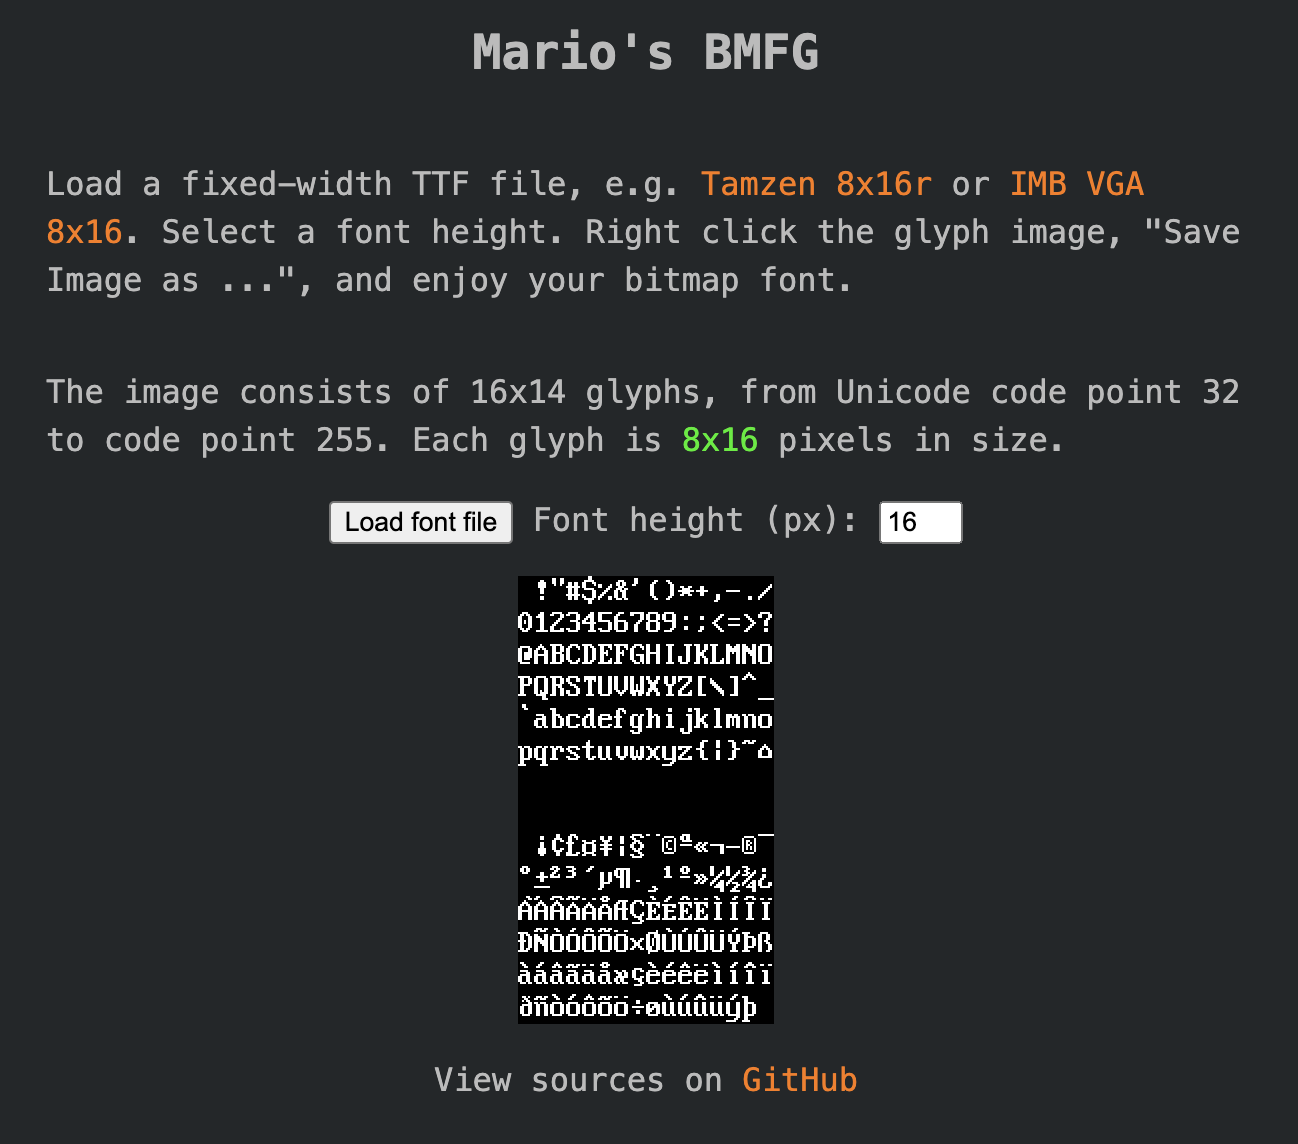 Mario's BMFG
Load a fixed-width TTF file, e.g. Tamzen 8x16r or IMB VGA
8x16. Select a font height. Right click the glyph image, "Save
Image as ...", and enjoy your bitmap font.
The image consists of 16x14 glyphs, from Unicode code point 32
to code point 255. Each glyph is 8x16 pixels in size.
Load font file Font height (px): 16
!"#$%&'()*+,-./
0123456789:;<=>?
@ABCDEFGHIJKLMNO
PQRSTUVWXYZ[\]^_
`abcdefghijklmno
pqrstuvwxyz{¦}~⌂
¡¢£¤¥¦§¨©ª«¬-®¯
°±²³´µ¶·¸¹º»¼½¾¿
ÀÁÂÃÄÅÆÇÈÉÊËÌÍÎÏ
ÐÑÒÓÔÕÖ×ØÙÚÛÜÝÞß
àáâãäåæçèéêëìíîï
ðñòóôõö÷øùúûüýþ
View sources on GitHub